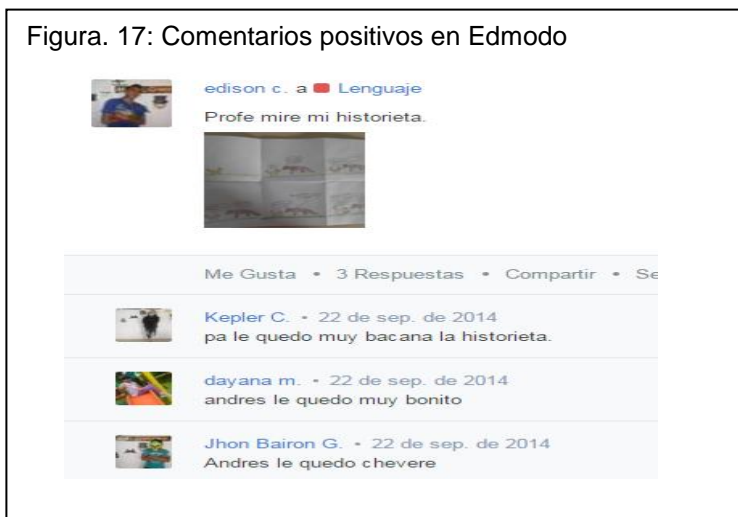 Figura. 17: Comentarios positivos en Edmodo
edison c. a Lenguaje
Profe mire mi historieta.
Me Gusta • 3 Respuestas • Compartir • Se
Kepler C. • 22 de sep. de 2014
pa le quedo muy bacana la historieta.
dayana m. • 22 de sep. de 2014
andres le quedo muy bonito
Jhon Bairon G. • 22 de sep. de 2014
Andres le quedo chevere